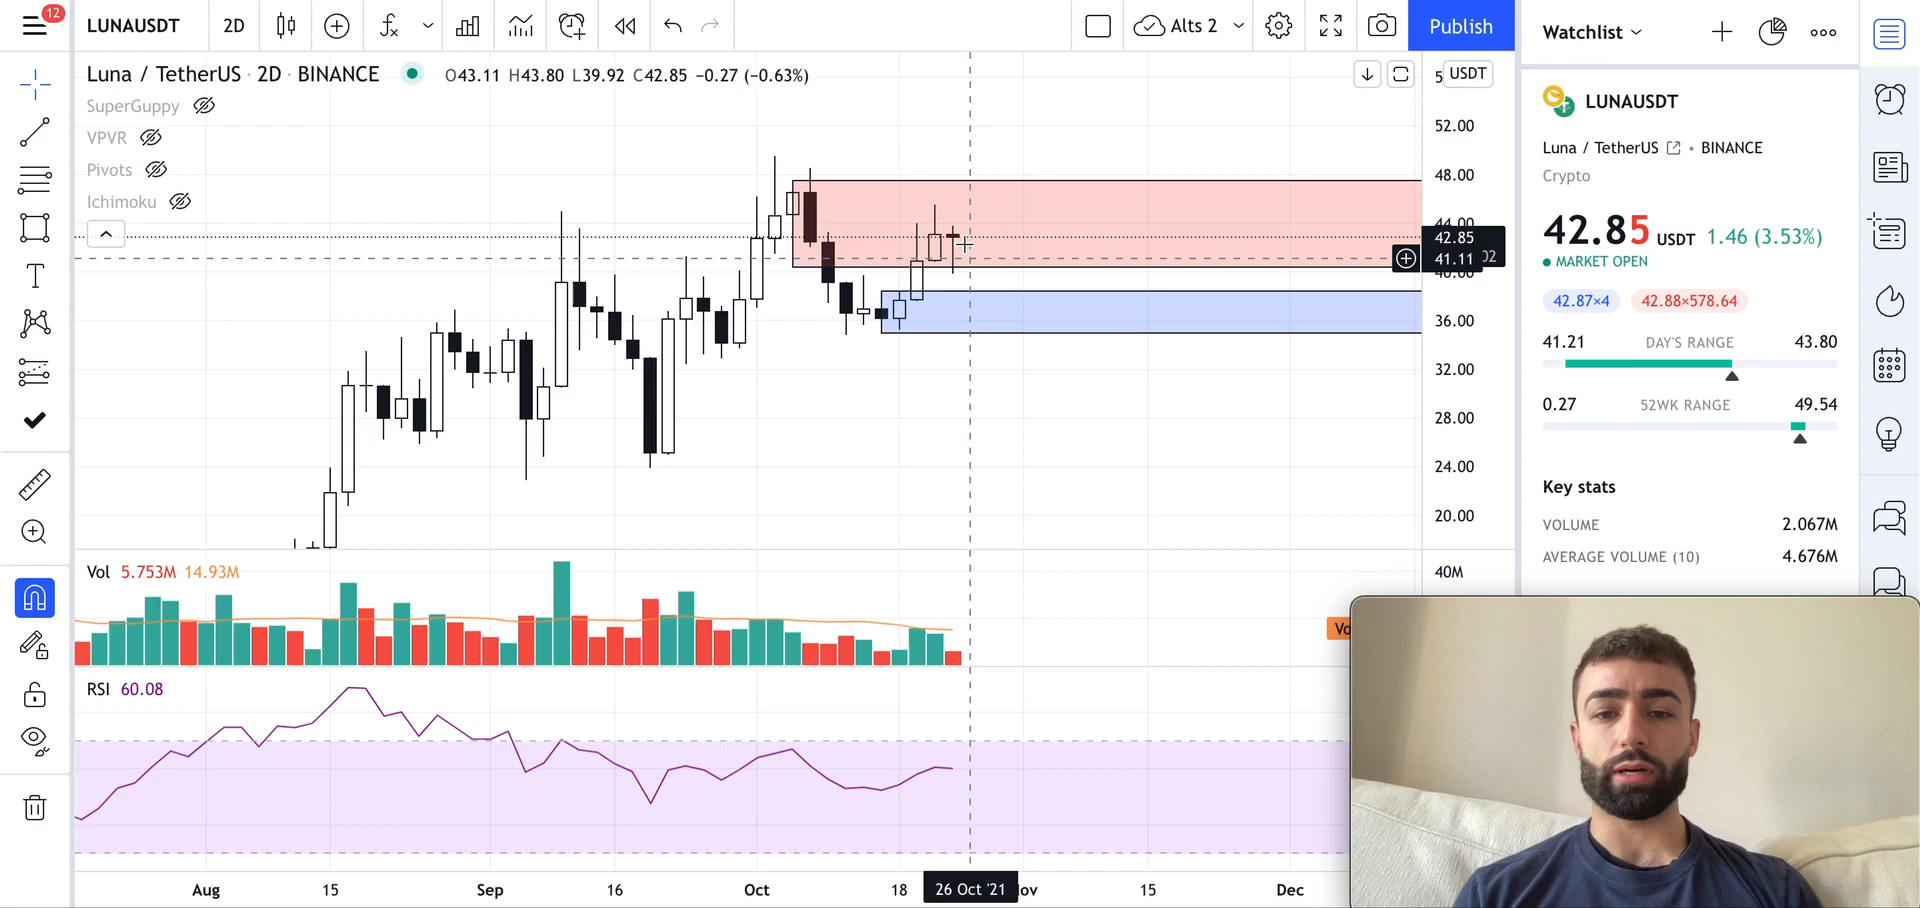 12
LUNAUSDT
2D
Alts 2
Publish
Luna / TetherUS · 2D · BINANCE
O43.11 H43.80 L39.92 C42.85 −0.27 (−0.63%)
SuperGuppy
VPVR
Pivots
Ichimoku
USDT
52.00
48.00
44.00
42.85
41.11
40.00
36.00
32.00
28.00
24.00
20.00
Vol 5.753M 14.93M
40M
RSI 60.08
Aug
15
Sep
16
Oct
18
26 Oct '21
15
Dec
Watchlist
LUNAUSDT
Luna / TetherUS • BINANCE
Crypto
42.85 USDT 1.46 (3.53%)
MARKET OPEN
42.87×4 42.88×578.64
41.21 DAY'S RANGE 43.80
0.27 52WK RANGE 49.54
Key stats
VOLUME 2.067M
AVERAGE VOLUME (10) 4.676M